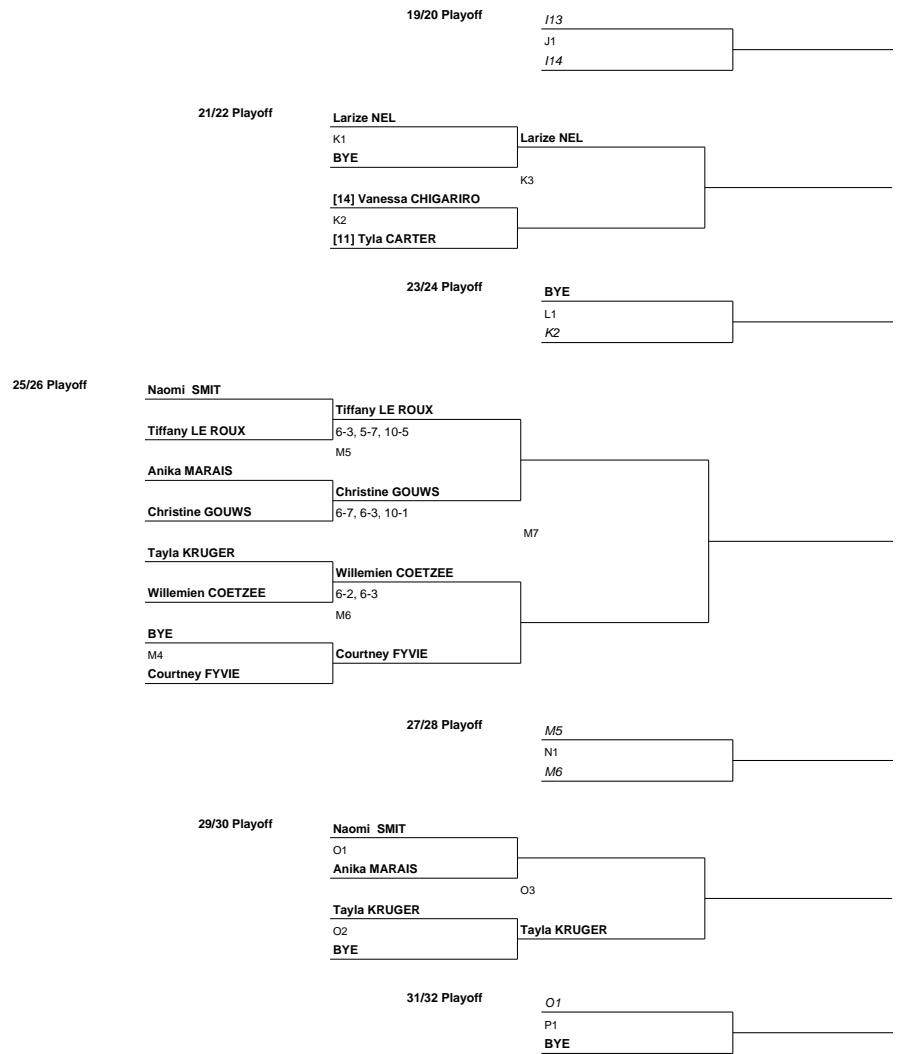 19/20 Playoff
I13
J1
I14
21/22 Playoff
Larize NEL
K1
Larize NEL
BYE
K3
[14] Vanessa CHIGARIRO
K2
[11] Tyla CARTER
23/24 Playoff
BYE
L1
K2
25/26 Playoff
Naomi SMIT
Tiffany LE ROUX
Tiffany LE ROUX
6-3, 5-7, 10-5
M5
Anika MARAIS
Christine GOUWS
Christine GOUWS
6-7, 6-3, 10-1
M7
Tayla KRUGER
Willemien COETZEE
Willemien COETZEE
6-2, 6-3
M6
BYE
M4
Courtney FYVIE
Courtney FYVIE
27/28 Playoff
M5
N1
M6
29/30 Playoff
Naomi SMIT
O1
Anika MARAIS
O3
Tayla KRUGER
O2
Tayla KRUGER
BYE
31/32 Playoff
O1
P1
BYE